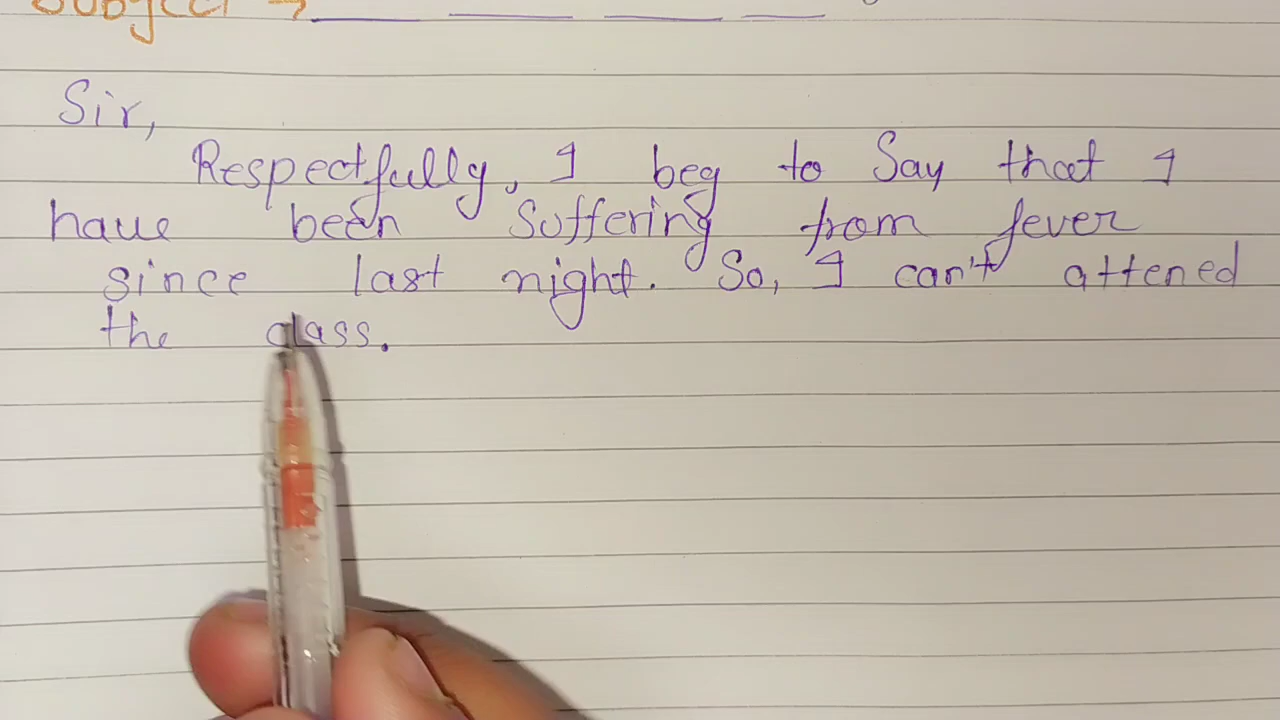 Subject →
Sir,
Respectfully, I beg to Say that I
have been Suffering from fever
since last night. So, I can't attened
the class.